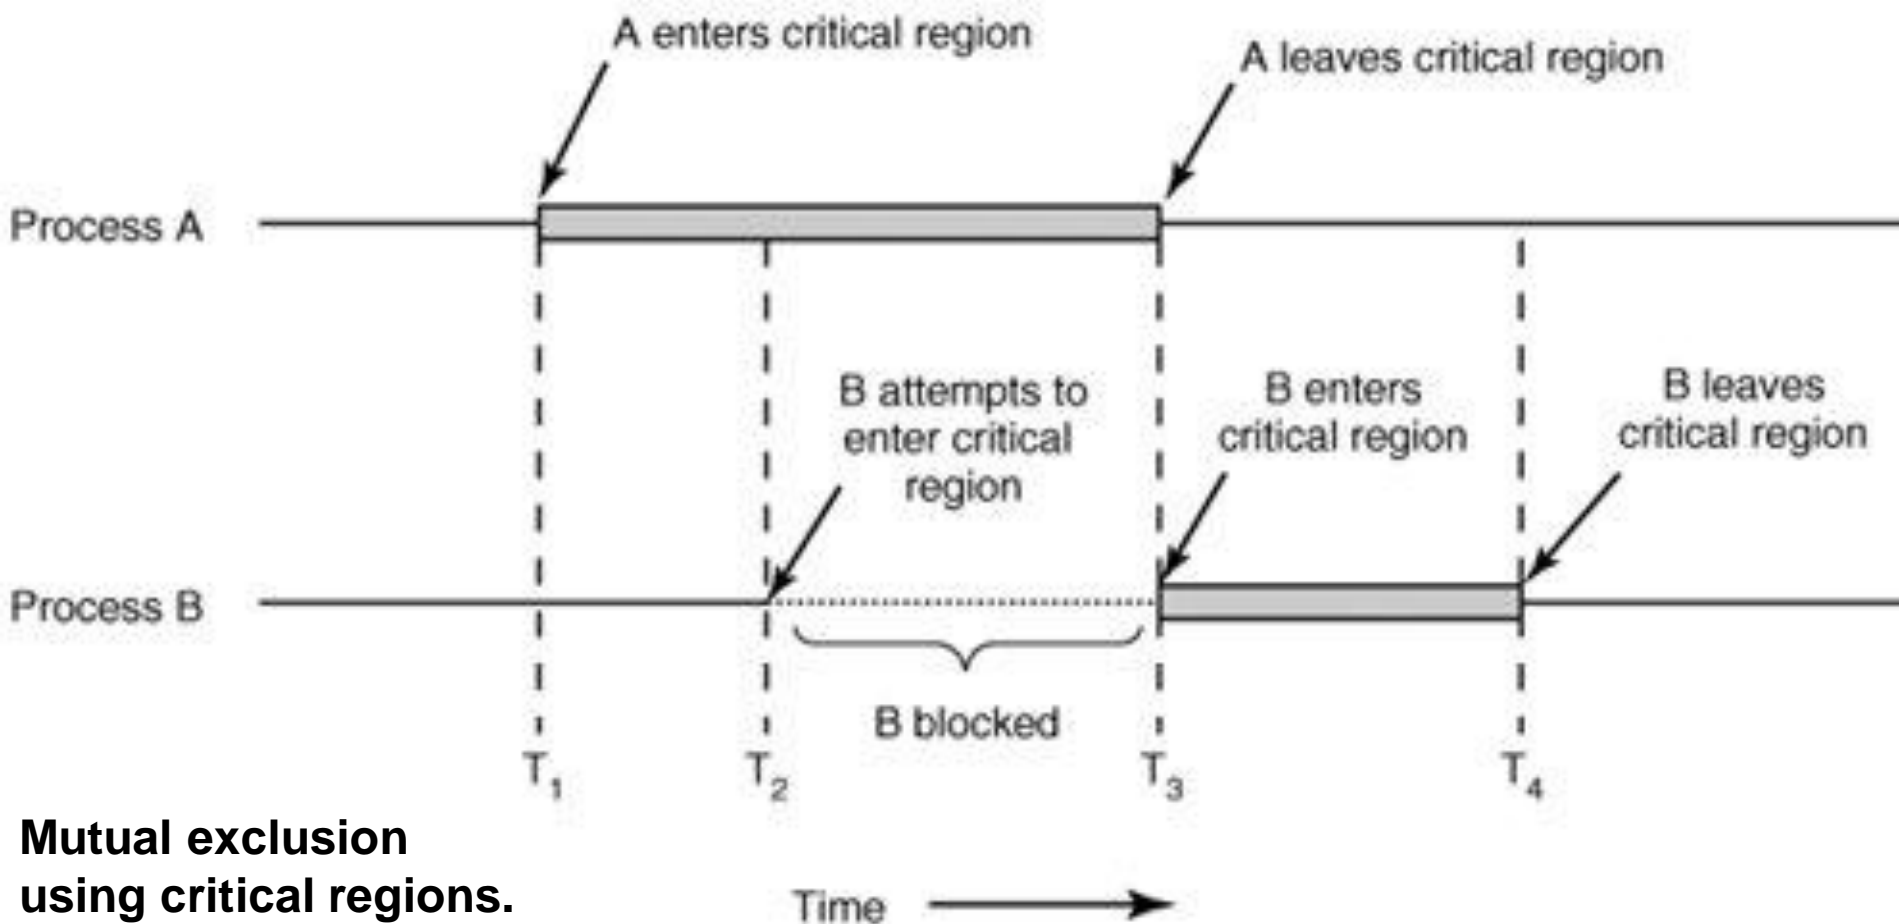 A enters critical region
A leaves critical region
Process A
B attempts to
enter critical
region
B enters
critical region
B leaves
critical region
Process B
B blocked
T1
T2
T3
T4
Mutual exclusion
using critical regions.
Time